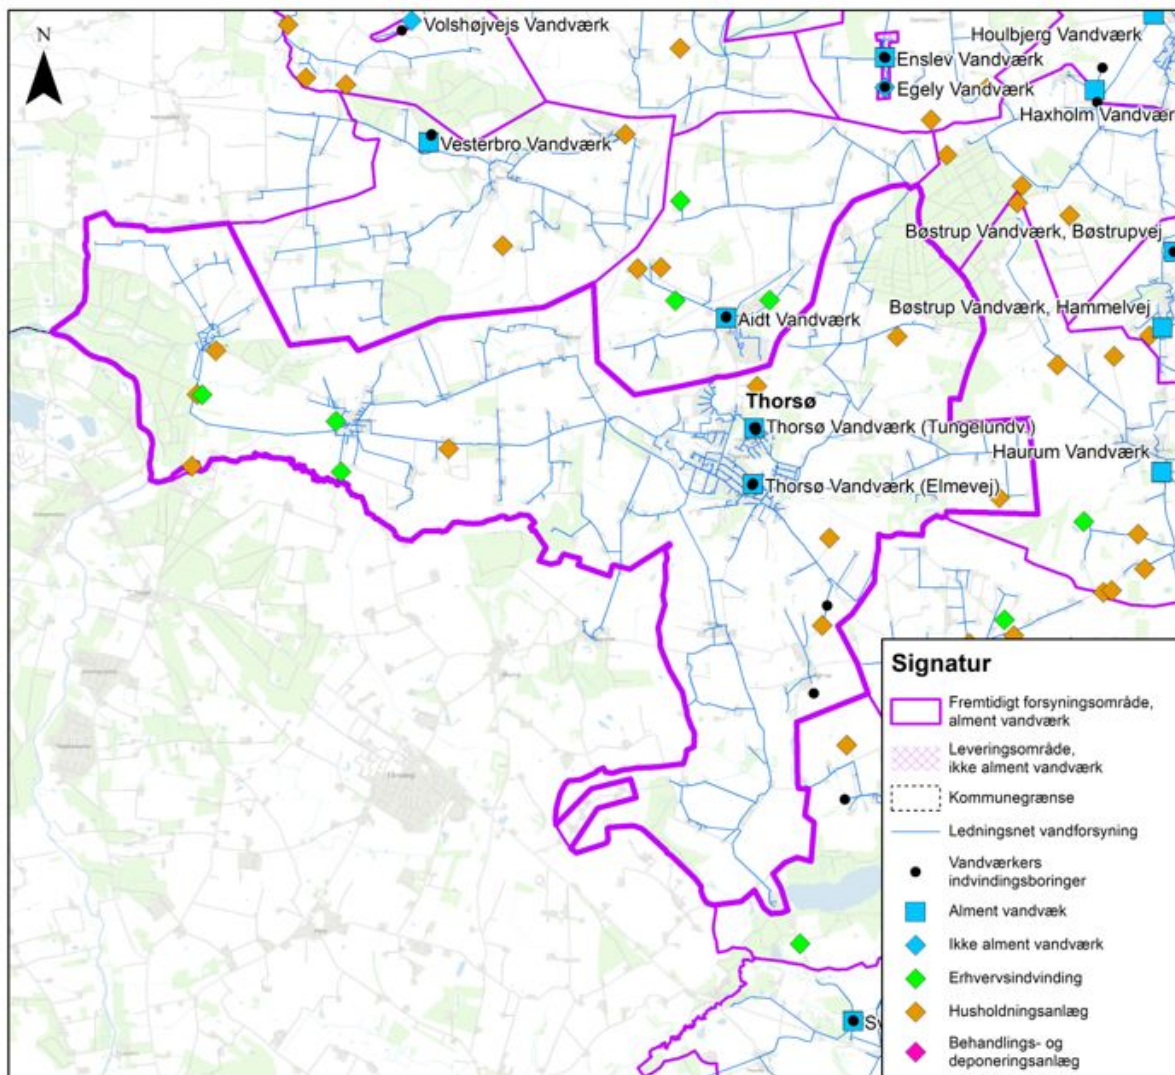 Volshøjvejs Vandværk
Houlbjerg Vandværk
N
Enslev Vandværk
Egely Vandværk
Haxholm Vandvær
Vesterbro Vandværk
Bøstrup Vandværk, Bøstrupvej
Bøstrup Vandværk, Hammelvej
Aidt Vandværk
Thorsø
Thorsø Vandværk (Tungelundv.)
Haurum Vandværk
Thorsø Vandværk (Elmevej)
Signatur
Fremtidigt forsyningsområde,
alment vandværk
Leveringsområde,
ikke alment vandværk
Kommunegrænse
Ledningsnet vandforsyning
Vandværkers
indvindingsboringer
Alment vandvæk
Ikke alment vandværk
Erhvervsindvinding
Husholdningsanlæg
Behandlings- og
deponeringsanlæg